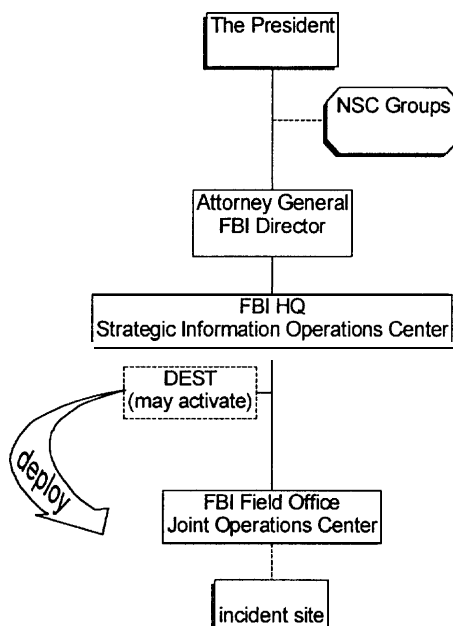 The President
NSC Groups
Attorney General
FBI Director
FBI HQ
Strategic Information Operations Center
DEST
(may activate)
deploy
FBI Field Office
Joint Operations Center
incident site